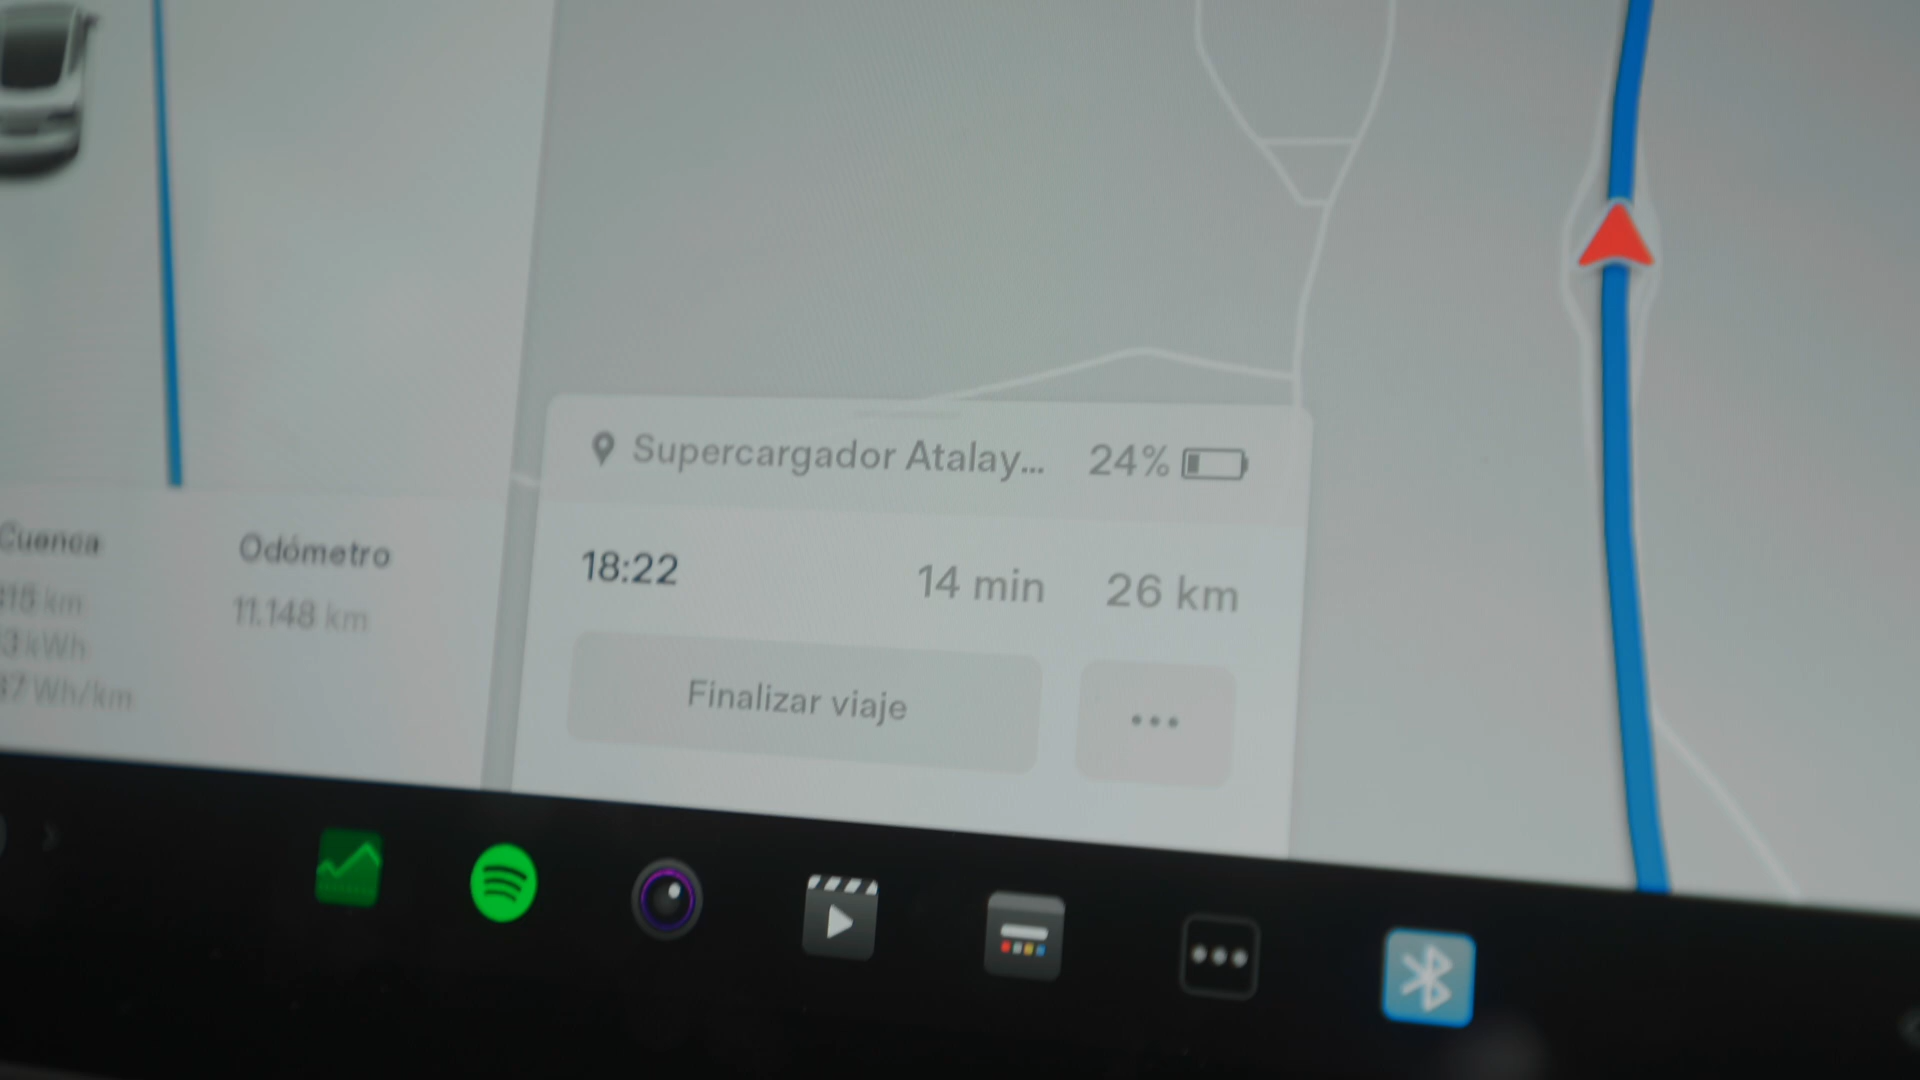 Supercargador Atalay... 24%
18:22 14 min 26 km
Finalizar viaje
Cuenca
Odómetro
11.148 km